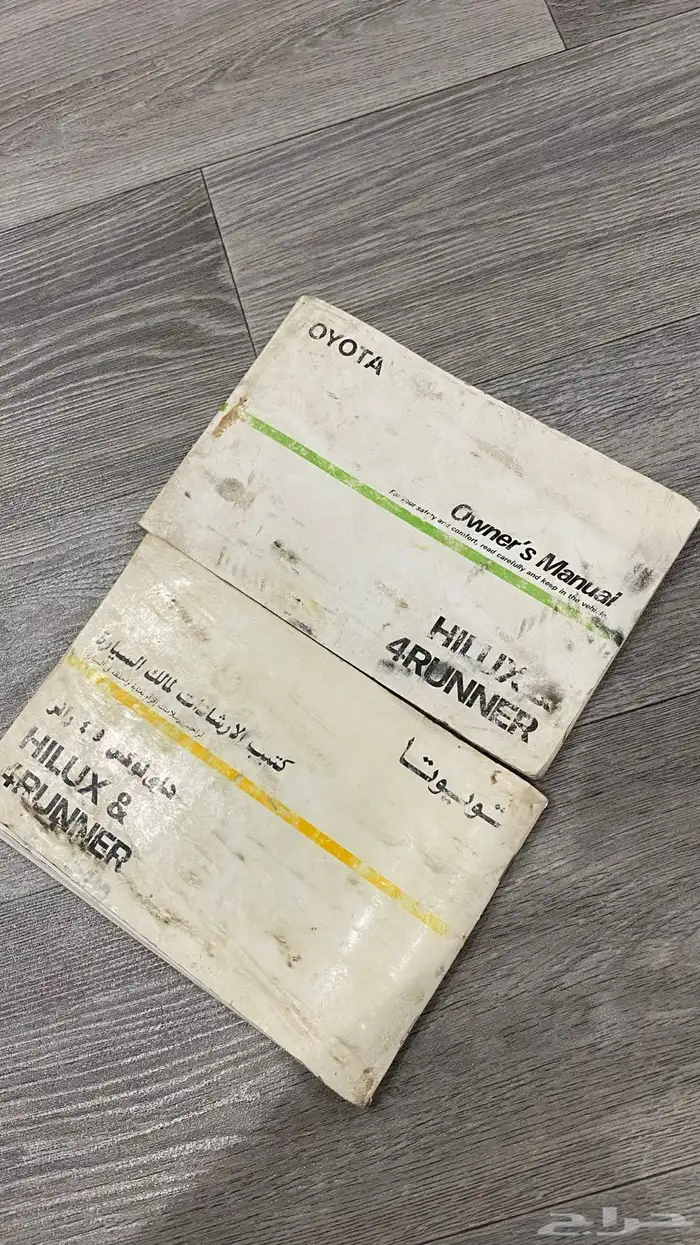 OYOTA
Owner's Manual
For your safety and comfort, read carefully and keep in the vehicle.
HILUX &
4RUNNER
تويوتا
كتيب الارشادات لمالك السيارة
هايلوكس و ٤ رانر
HILUX &
4RUNNER
حراج